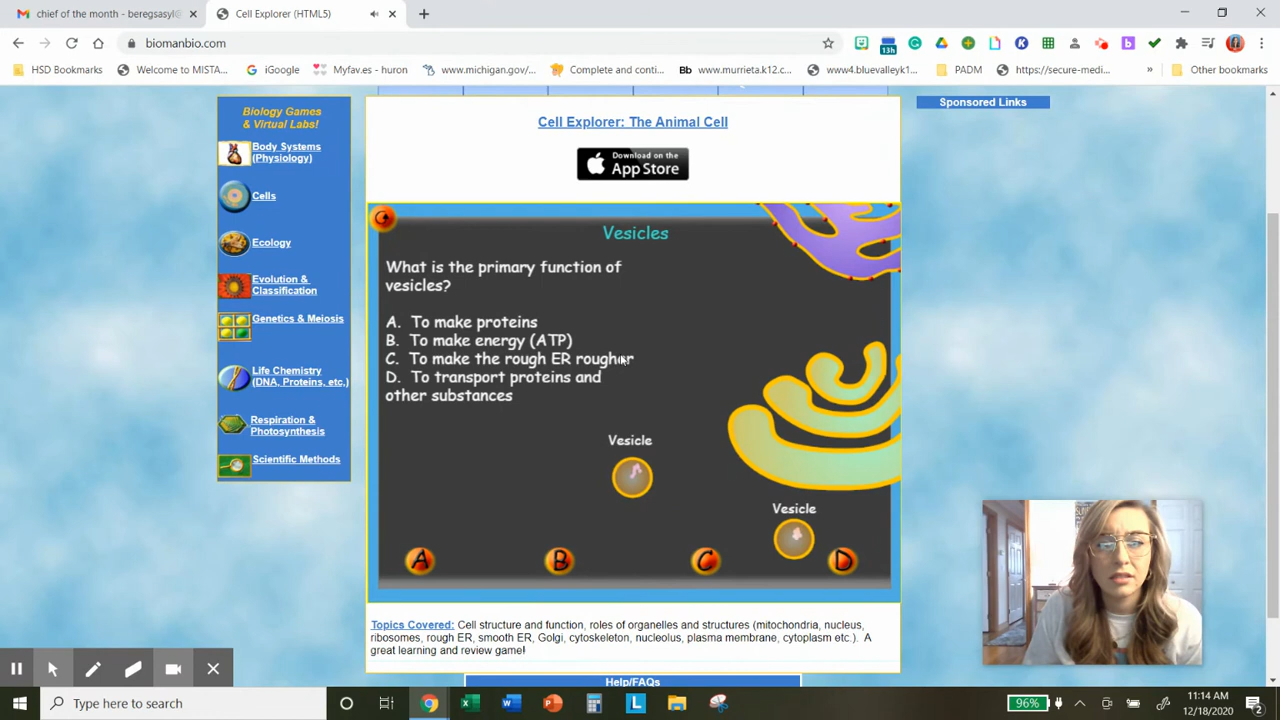 chief of the month - beregsasyl@
Cell Explorer (HTML5)
biomanbio.com
13h
HSD Bookmarks
Welcome to MISTA...
iGoogle
Myfav.es - huron
www.michigan.gov/...
Complete and conti...
Bb www.murrieta.k12.c...
www4.bluevalleyk1...
PADM
https://secure-medi...
»
Other bookmarks
Biology Games
& Virtual Labs!
Body Systems
(Physiology)
Cells
Ecology
Evolution &
Classification
Genetics & Meiosis
Life Chemistry
(DNA, Proteins, etc.)
Respiration &
Photosynthesis
Scientific Methods
Cell Explorer: The Animal Cell
Download on the
App Store
Sponsored Links
Vesicles
What is the primary function of
vesicles?
A. To make proteins
B. To make energy (ATP)
C. To make the rough ER rougher
D. To transport proteins and
other substances
Vesicle
Vesicle
A
B
C
D
Topics Covered: Cell structure and function, roles of organelles and structures (mitochondria, nucleus,
ribosomes, rough ER, smooth ER, Golgi, cytoskeleton, nucleolus, plasma membrane, cytoplasm etc.). A
great learning and review game!
Help/FAQs
Type here to search
96%
11:14 AM
12/18/2020
2